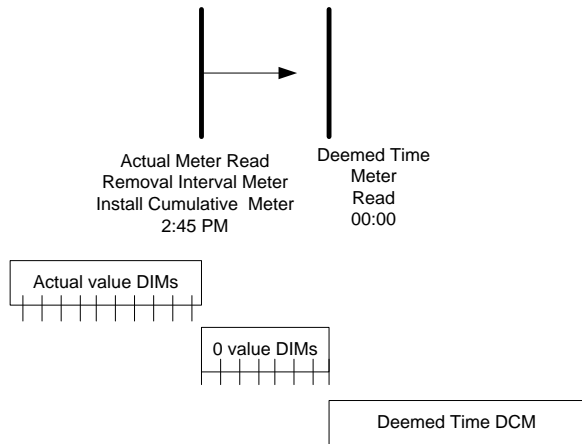 Actual Meter Read
Removal Interval Meter
Install Cumulative Meter
2:45 PM
Deemed Time
Meter
Read
00:00
Actual value DIMs
0 value DIMs
Deemed Time DCM